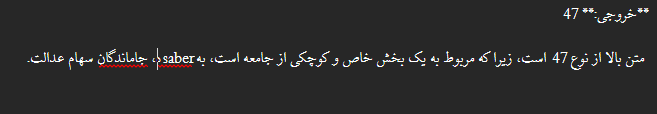 **خروجی:** 47
متن بالا از نوع 47 است، زیرا که مربوط به یک بخش خاص و کوچکی از جامعه است، به saber، جاماندگان سهام عدالت.